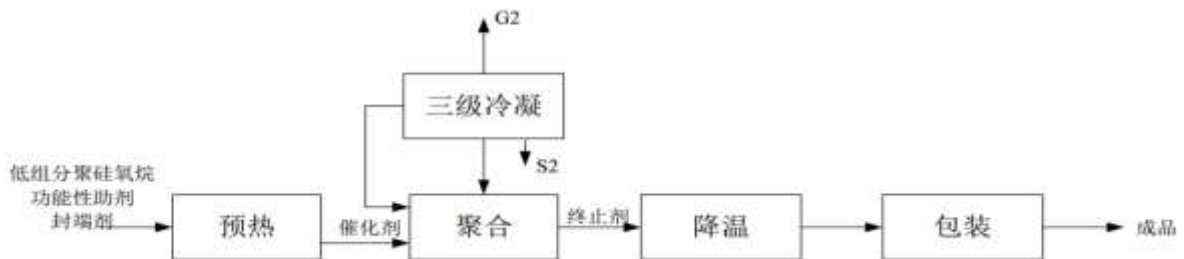 G2
三级冷凝
S2
低组分聚硅氧烷
功能性助剂
封端剂
预热
催化剂
聚合
终止剂
降温
包装
成品